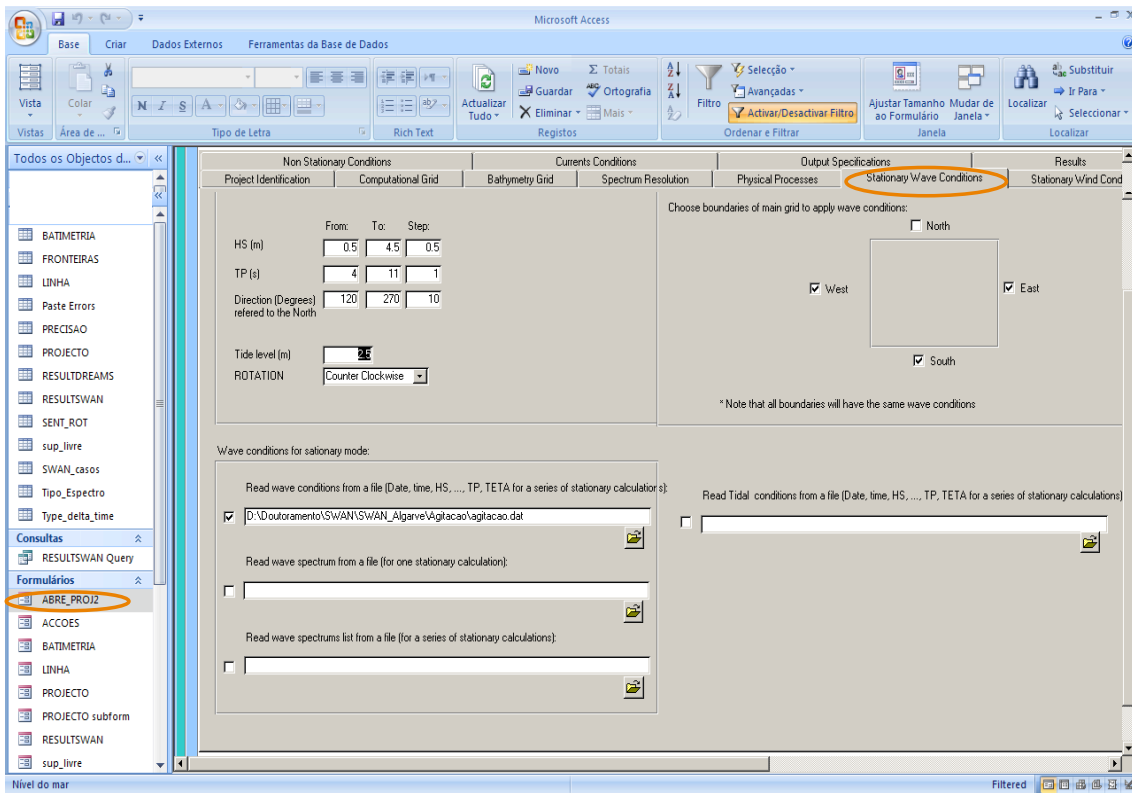 Microsoft Access
Base Criar Dados Externos Ferramentas da Base de Dados
Vista
Vistas
Colar
Área de ...
N I S A
Tipo de Letra
ab
Rich Text
Actualizar Tudo
Novo
Guardar
Eliminar
Σ Totais
Ortografia
Mais
Registos
Filtro
Selecção
Avançadas
Activar/Desactivar Filtro
Ordenar e Filtrar
Ajustar Tamanho ao Formulário
Mudar de Janela
Janela
Localizar
Substituir
Ir Para
Seleccionar
Localizar
Todos os Objectos d...
BATIMETRIA
FRONTEIRAS
LINHA
Paste Errors
PRECISAO
PROJECTO
RESULTDREAMS
RESULTSWAN
SENT_ROT
sup_livre
SWAN_casos
Tipo_Espectro
Type_delta_time
Consultas
RESULTSWAN Query
Formulários
ABRE_PROJ2
ACCOES
BATIMETRIA
LINHA
PROJECTO
PROJECTO subform
RESULTSWAN
sup_livre
Non Stationary Conditions Currents Conditions Output Specifications Results
Project Identification Computational Grid Bathymetry Grid Spectrum Resolution Physical Processes Stationary Wave Conditions Stationary Wind Cond
From: To: Step:
HS (m) 0.5 4.5 0.5
TP (s) 4 11 1
Direction (Degrees) 120 270 10
refered to the North
Tide level (m) 2.5
ROTATION Counter Clockwise
Choose boundaries of main grid to apply wave conditions:
North
West
East
South
* Note that all boundaries will have the same wave conditions
Wave conditions for sationary mode:
Read wave conditions from a file (Date, time, HS, ..., TP, TETA for a series of stationary calculations):
D:\Doutoramento\SWAN\SWAN_Algarve\Agitacao\agitacao.dat
Read wave spectrum from a file (for one stationary calculation):
Read wave spectrums list from a file (for a series of stationary calculations):
Read Tidal conditions from a file (Date, time, HS, ..., TP, TETA for a series of stationary calculations)
Nível do mar
Filtered